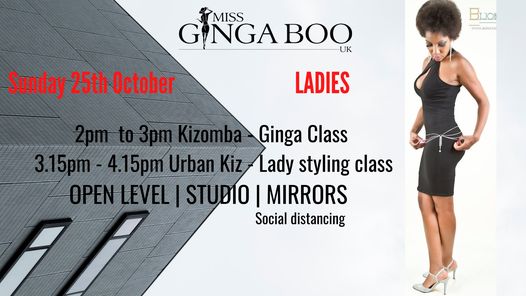 MISS
GINGA BOO
UK
Sunday 25th October
LADIES
2pm to 3pm Kizomba - Ginga Class
3.15pm - 4.15pm Urban Kiz - Lady styling class
OPEN LEVEL | STUDIO | MIRRORS
Social distancing